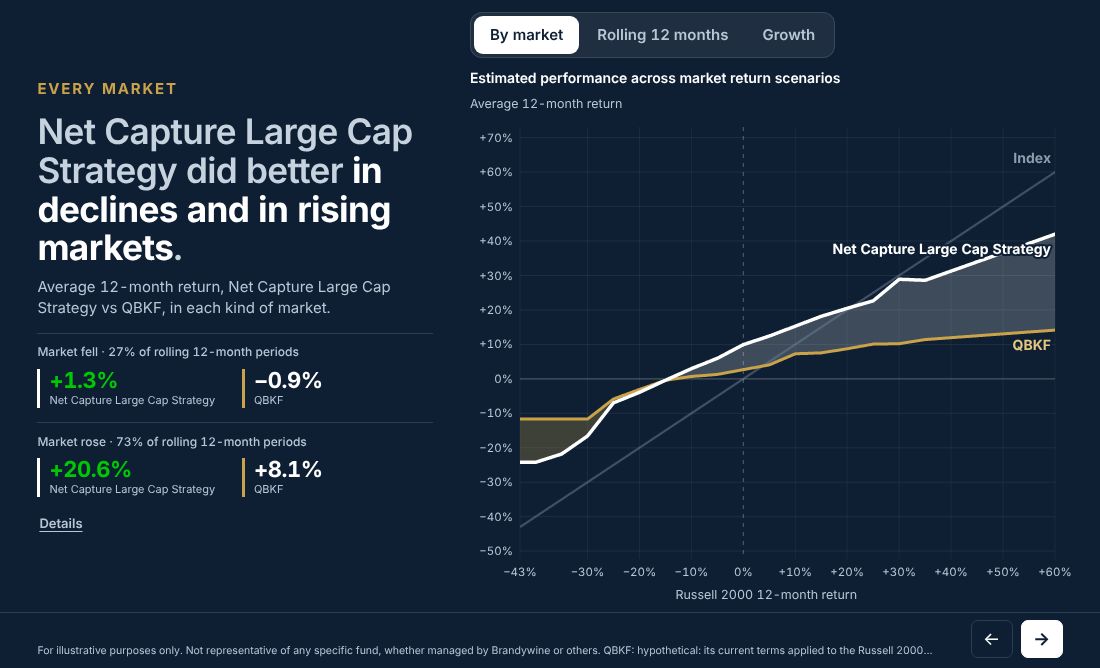 By market
Rolling 12 months
Growth
EVERY MARKET
Net Capture Large Cap
Strategy did better in
declines and in rising
markets.
Average 12-month return, Net Capture Large Cap
Strategy vs QBKF, in each kind of market.
Market fell · 27% of rolling 12-month periods
+1.3%
Net Capture Large Cap Strategy
−0.9%
QBKF
Market rose · 73% of rolling 12-month periods
+20.6%
Net Capture Large Cap Strategy
+8.1%
QBKF
Details
Estimated performance across market return scenarios
Average 12-month return
+70%
+60%
+50%
+40%
+30%
+20%
+10%
0%
−10%
−20%
−30%
−40%
−50%
Index
Net Capture Large Cap Strategy
QBKF
−43%
−30%
−20%
−10%
0%
+10%
+20%
+30%
+40%
+50%
+60%
Russell 2000 12-month return
For illustrative purposes only. Not representative of any specific fund, whether managed by Brandywine or others. QBKF: hypothetical: its current terms applied to the Russell 2000…
← →